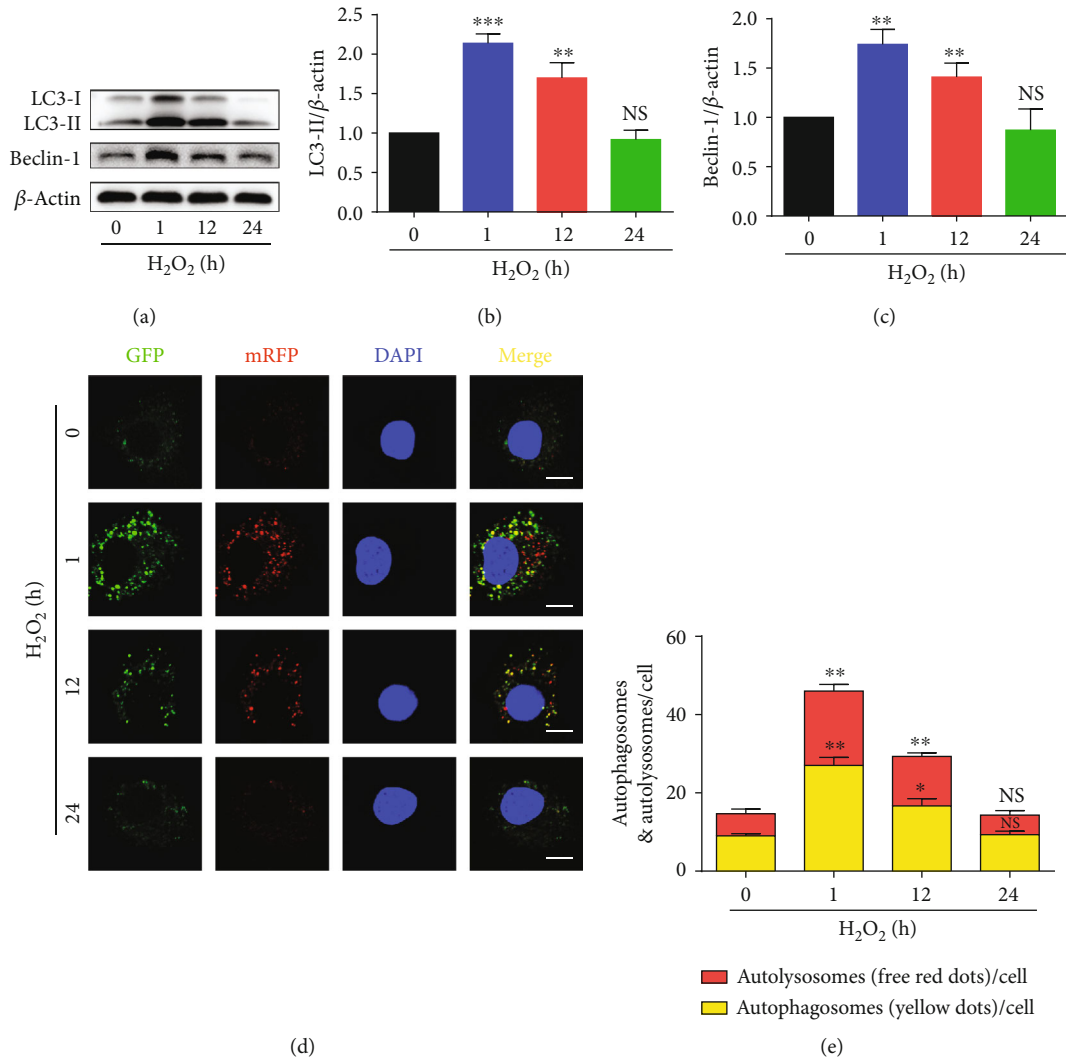 LC3-I
LC3-II
Beclin-1
β-Actin
0 1 12 24
H₂O₂ (h)
(a)
LC3-II/β-actin
2.5
2.0
1.5
1.0
0.5
0.0
***
**
NS
0 1 12 24
H₂O₂ (h)
(b)
Beclin-1/β-actin
2.0
1.5
1.0
0.5
0.0
**
**
NS
0 1 12 24
H₂O₂ (h)
(c)
GFP mRFP DAPI Merge
H₂O₂ (h)
0
1
12
24
(d)
Autophagosomes
& autolysosomes/cell
60
40
20
0
**
**
**
*
NS
NS
0 1 12 24
H₂O₂ (h)
Autolysosomes (free red dots)/cell
Autophagosomes (yellow dots)/cell
(e)